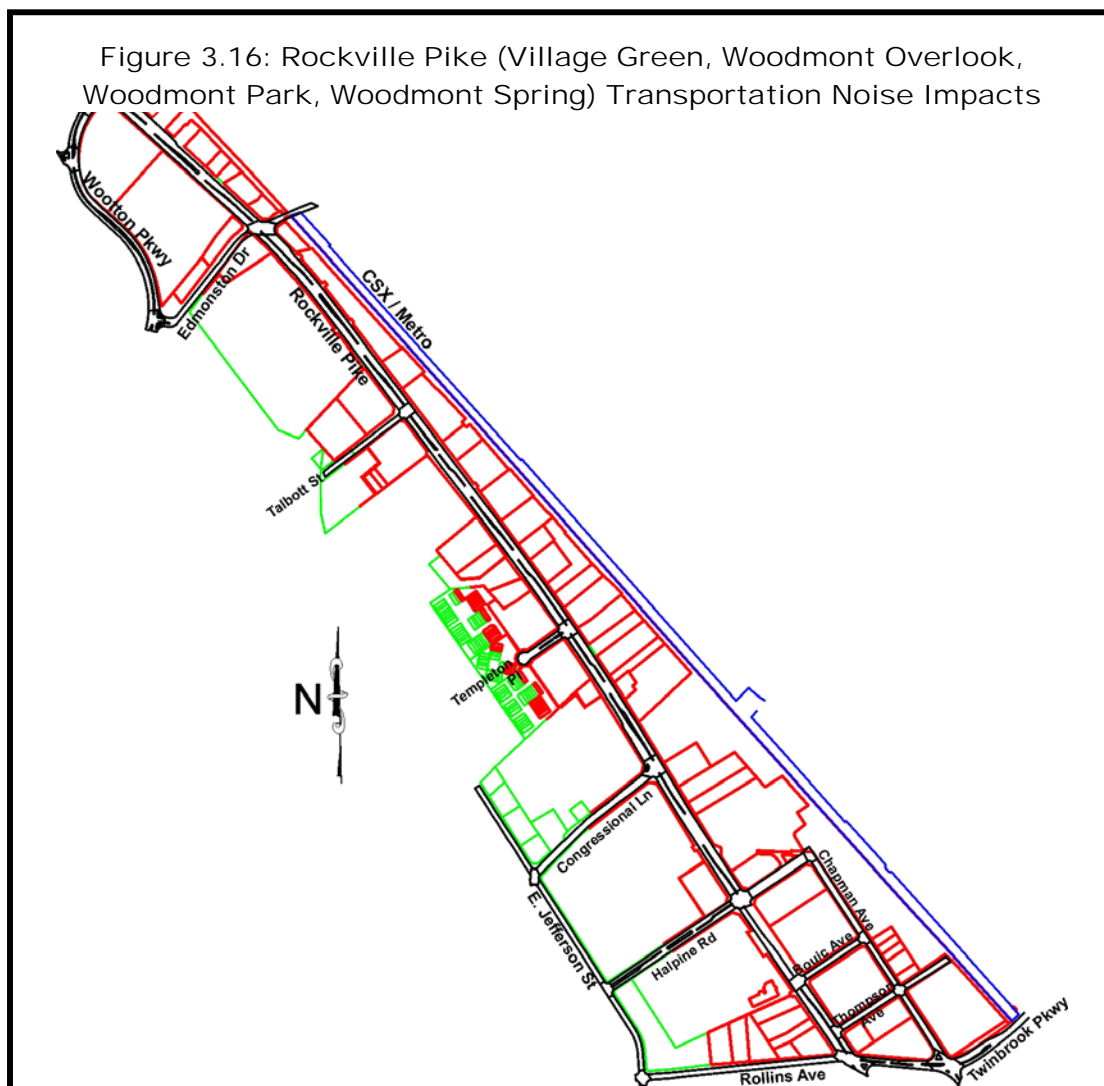 Figure 3.16: Rockville Pike (Village Green, Woodmont Overlook,
Woodmont Park, Woodmont Spring) Transportation Noise Impacts
Wootton Pkwy
Edmonston Dr
Rockville Pike
CSX / Metro
Talbott St
Templeton Pl
N
Congressional Ln
E. Jefferson St
Halpine Rd
Chapman Ave
Bouic Ave
Thompson
Ave
Rollins Ave
Twinbrook Pkwy